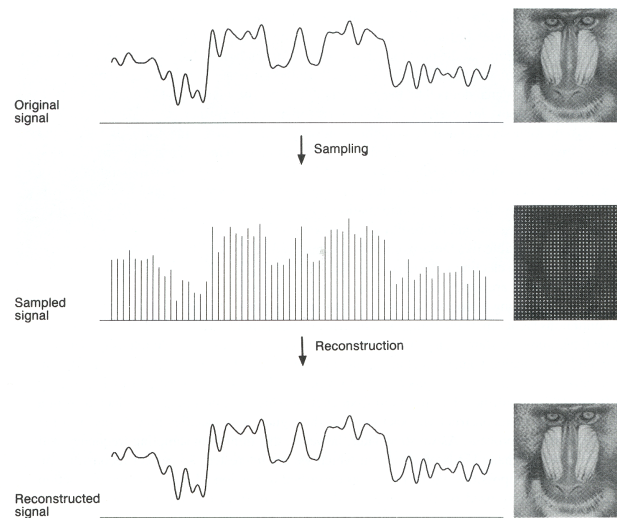 Original
signal
Sampling
Sampled
signal
Reconstruction
Reconstructed
signal